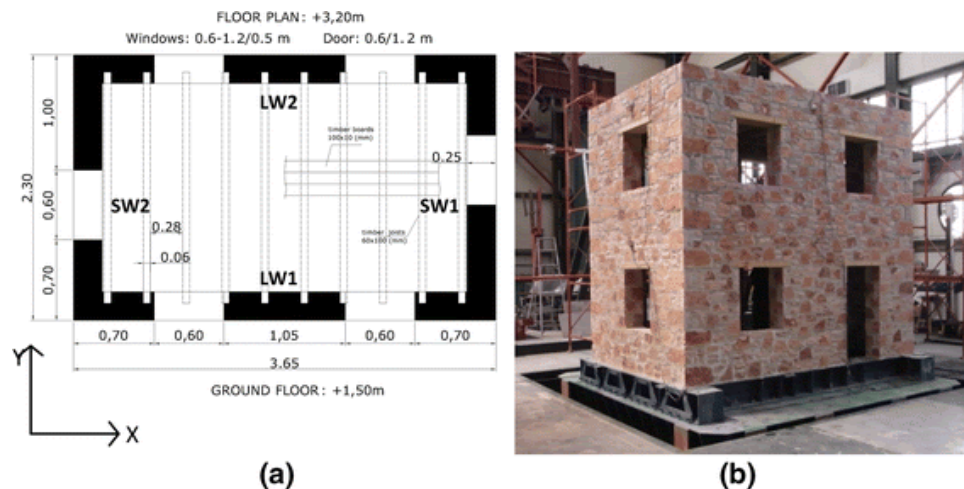 FLOOR PLAN: +3,20m
Windows: 0.6-1.2/0.5 m Door: 0.6/1.2 m
LW2
timber boards
100x10 (mm)
1,00
0.25
2.30
0,60
SW2
SW1
0.28
timber joists
60x100 (mm)
0.06
0,70
LW1
0,70
0,60
1,05
0,60
0,70
3.65
Y
GROUND FLOOR: +1,50m
X
(a)
(b)